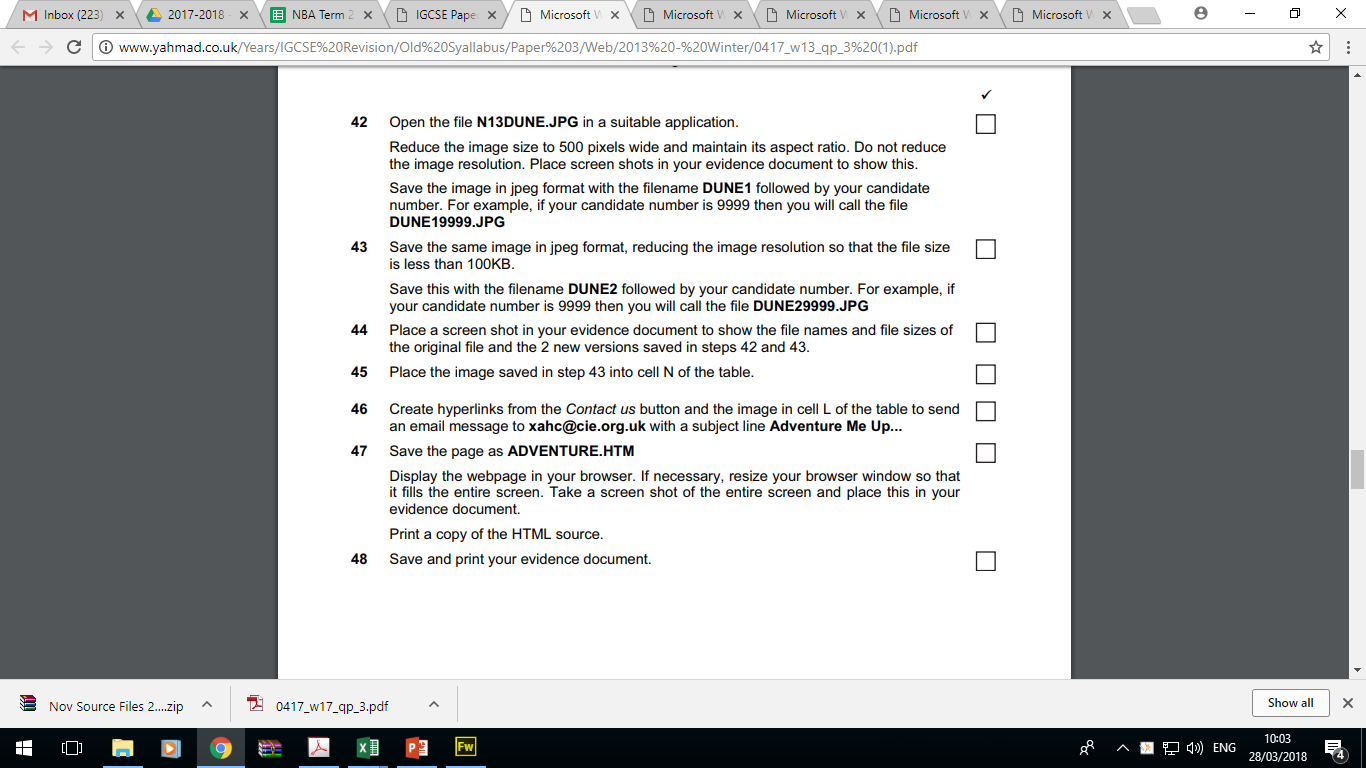 Inbox (223)
2017-2018
NBA Term 2
IGCSE Pape
Microsoft W
Microsoft W
Microsoft W
Microsoft W
Microsoft W
www.yahmad.co.uk/Years/IGCSE%20Revision/Old%20Syallabus/Paper%203/Web/2013%20-%20Winter/0417_w13_qp_3%20(1).pdf
✓
42 Open the file N13DUNE.JPG in a suitable application.
Reduce the image size to 500 pixels wide and maintain its aspect ratio. Do not reduce
the image resolution. Place screen shots in your evidence document to show this.
Save the image in jpeg format with the filename DUNE1 followed by your candidate
number. For example, if your candidate number is 9999 then you will call the file
DUNE19999.JPG
43 Save the same image in jpeg format, reducing the image resolution so that the file size
is less than 100KB.
Save this with the filename DUNE2 followed by your candidate number. For example, if
your candidate number is 9999 then you will call the file DUNE29999.JPG
44 Place a screen shot in your evidence document to show the file names and file sizes of
the original file and the 2 new versions saved in steps 42 and 43.
45 Place the image saved in step 43 into cell N of the table.
46 Create hyperlinks from the Contact us button and the image in cell L of the table to send
an email message to xahc@cie.org.uk with a subject line Adventure Me Up...
47 Save the page as ADVENTURE.HTM
Display the webpage in your browser. If necessary, resize your browser window so that
it fills the entire screen. Take a screen shot of the entire screen and place this in your
evidence document.
Print a copy of the HTML source.
48 Save and print your evidence document.
Nov Source Files 2....zip
0417_w17_qp_3.pdf
Show all
Fw
ENG
10:03
28/03/2018
4